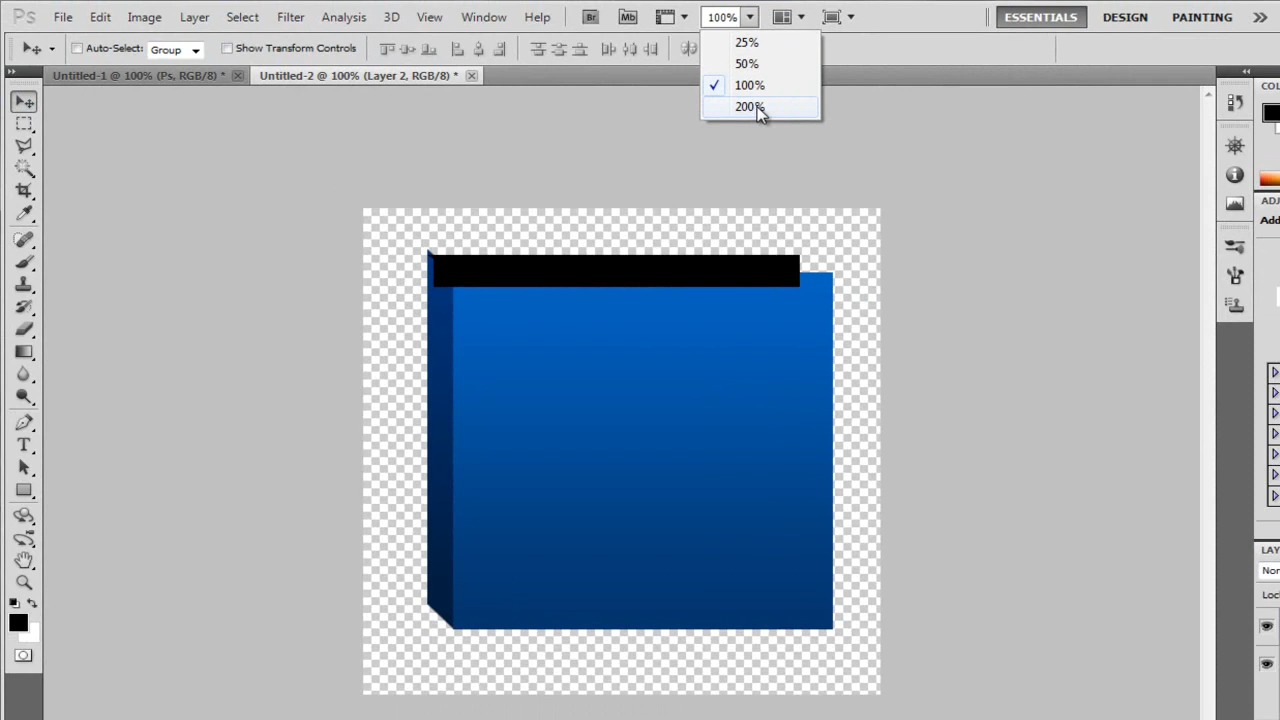 Ps File Edit Image Layer Select Filter Analysis 3D View Window Help Br Mb 100% ESSENTIALS DESIGN PAINTING
Auto-Select: Group Show Transform Controls
25%
50%
100%
200%
Untitled-1 @ 100% (Ps, RGB/8) * Untitled-2 @ 100% (Layer 2, RGB/8) *
COL
ADJ
Add
LAY
Nor
Lock